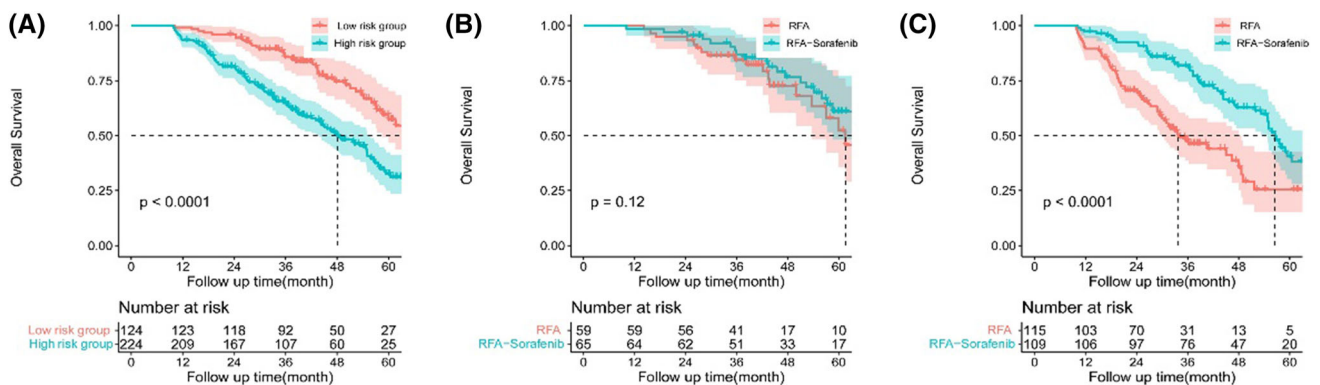 (A)
Low risk group
High risk group
Overall Survival
1.00
0.75
0.50
0.25
0.00
p < 0.0001
0 12 24 36 48 60
Follow up time(month)
Number at risk
Low risk group 124 123 118 92 50 27
High risk group 224 209 167 107 60 25
0 12 24 36 48 60
Follow up time(month)
(B)
RFA
RFA-Sorafenib
Overall Survival
1.00
0.75
0.50
0.25
0.00
p = 0.12
0 12 24 36 48 60
Follow up time(month)
Number at risk
RFA 59 59 56 41 17 10
RFA-Sorafenib 65 64 62 51 33 17
0 12 24 36 48 60
Follow up time(month)
(C)
RFA
RFA-Sorafenib
Overall Survival
1.00
0.75
0.50
0.25
0.00
p < 0.0001
0 12 24 36 48 60
Follow up time(month)
Number at risk
RFA 115 103 70 31 13 5
RFA-Sorafenib 109 106 97 76 47 20
0 12 24 36 48 60
Follow up time(month)